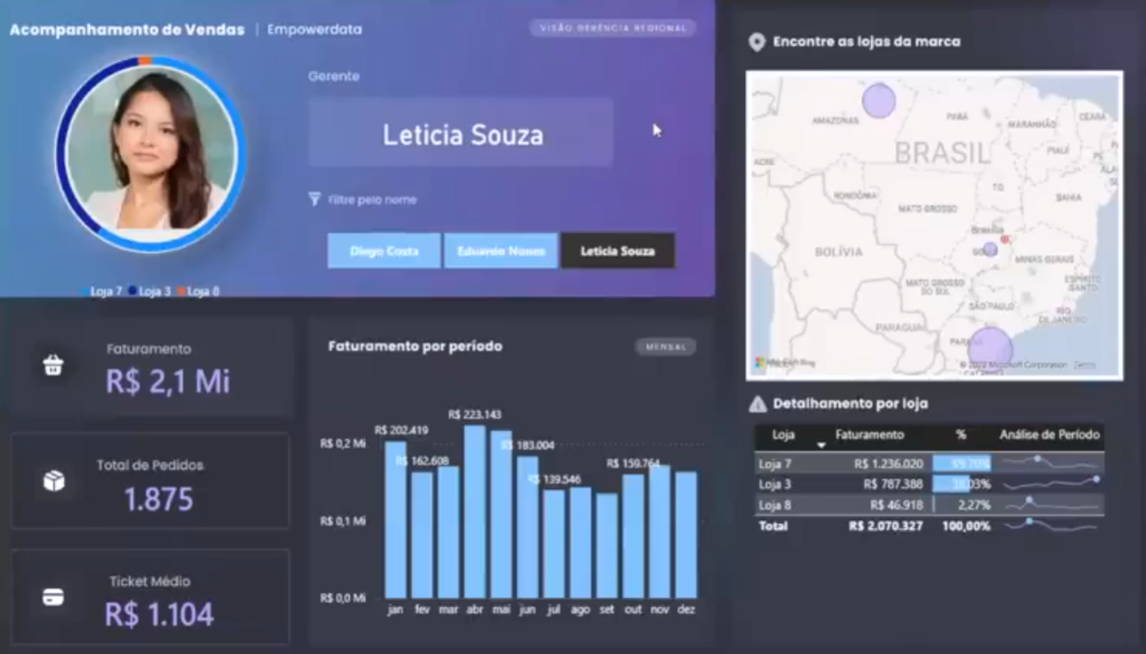 Acompanhamento de Vendas | Empowerdata
VISÃO GERÊNCIA REGIONAL
Gerente
Leticia Souza
Filtre pelo nome
Diego Costa
Eduardo Nunes
Leticia Souza
Loja 7 Loja 3 Loja 8
Faturamento
R$ 2,1 Mi
Total de Pedidos
1.875
Ticket Médio
R$ 1.104
Faturamento por período
MENSAL
R$ 223.143
R$ 202.419
R$ 0,2 Mi
R$ 183.004
R$ 162.608
R$ 159.764
R$ 139.546
R$ 0,1 Mi
R$ 0,0 Mi
jan fev mar abr mai jun jul ago set out nov dez
Encontre as lojas da marca
AMAZONAS
PARÁ
MARANHÃO
CEARÁ
BRASIL
PIAUÍ
ACRE
TO
RONDÔNIA
BAHIA
MATO GROSSO
Brasília
BOLÍVIA
MINAS GERAIS
MATO GROSSO
DO SUL
ESPÍRITO
SANTO
SÃO PAULO
RIO
DE JANEIRO
PARAGUAI
© 2023 Microsoft Corporation Terms
Detalhamento por loja
Loja Faturamento % Análise de Período
Loja 7 R$ 1.236.020 59,70%
Loja 3 R$ 787.388 38,03%
Loja 8 R$ 46.918 2,27%
Total R$ 2.070.327 100,00%